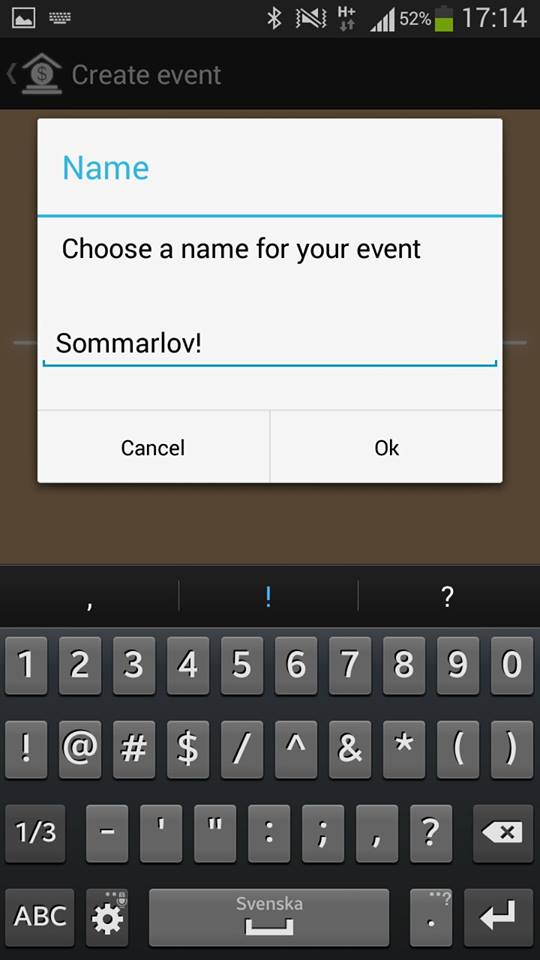 H+ 52% 17:14
Create event
Name
Choose a name for your event
Sommarlov!
Cancel Ok
, ! ?
1 2 3 4 5 6 7 8 9 0
! @ # $ / ^ & * ( )
1/3 - ' " : ; , ?
ABC Svenska .